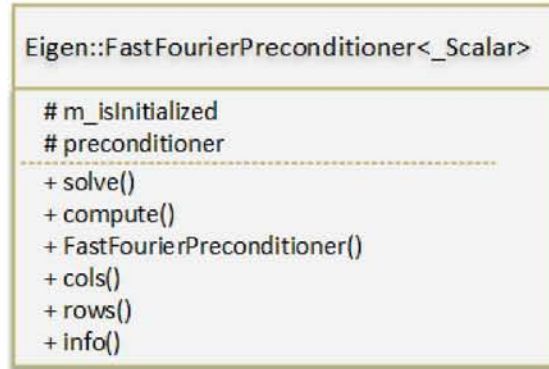 Eigen::FastFourierPreconditioner<_Scalar>
# m_isInitialized
# preconditioner
+ solve()
+ compute()
+ FastFourierPreconditioner()
+ cols()
+ rows()
+ info()